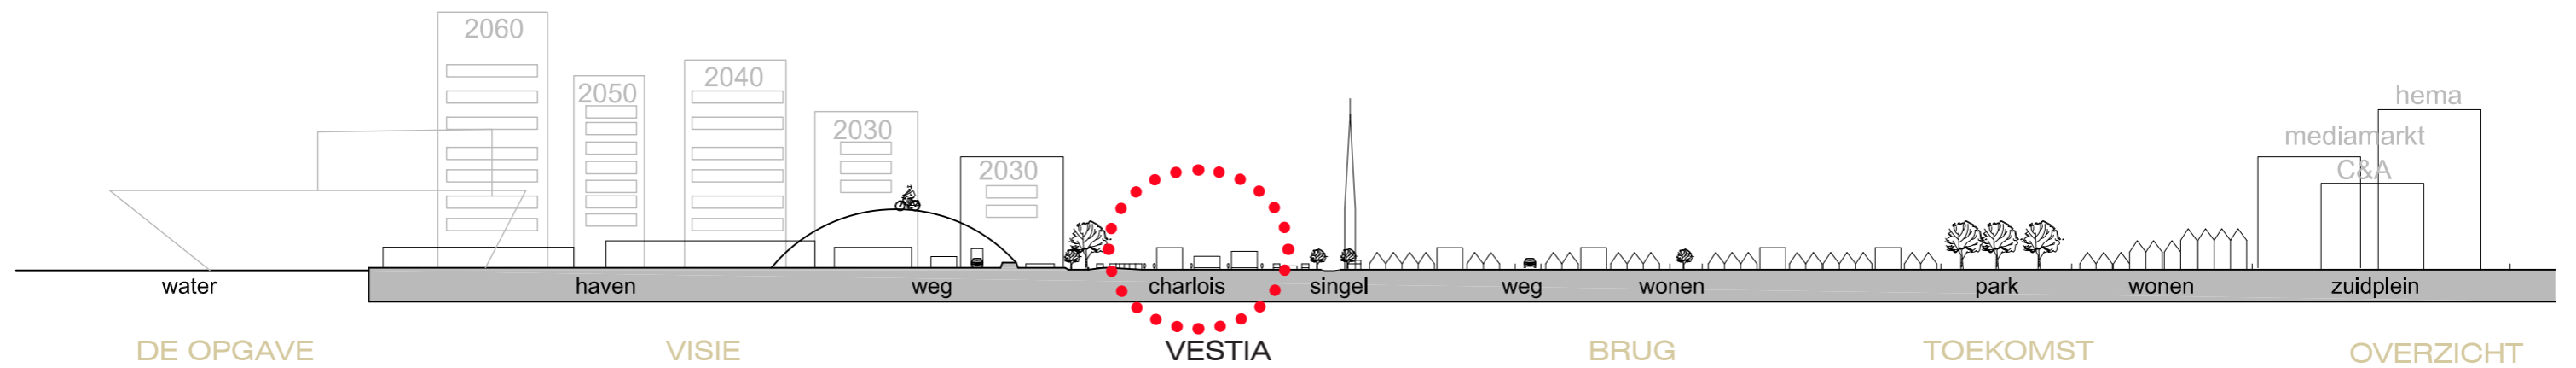 2060
2050
2040
2030
2030
hema
mediamarkt
C&A
water haven weg charlois singel weg wonen park wonen zuidplein
DE OPGAVE VISIE VESTIA BRUG TOEKOMST OVERZICHT